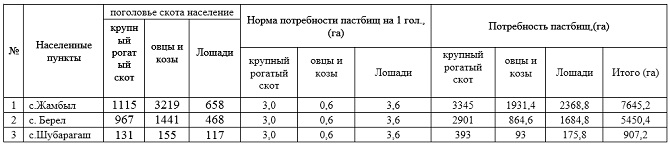 № Населенные пункты поголовье скота население Норма потребности пастбищ на 1 гол., (га) Потребность пастбищ,(га)
крупный рогатый скот овцы и козы Лошади крупный рогатый скот овцы и козы Лошади крупный рогатый скот овцы и козы Лошади Итого (га)
1 с.Жамбыл 1115 3219 658 3,0 0,6 3,6 3345 1931,4 2368,8 7645,2
2 с. Берел 967 1441 468 3,0 0,6 3,6 2901 864,6 1684,8 5450,4
3 с.Шубарагаш 131 155 117 3,0 0,6 3,6 393 93 175,8 907,2